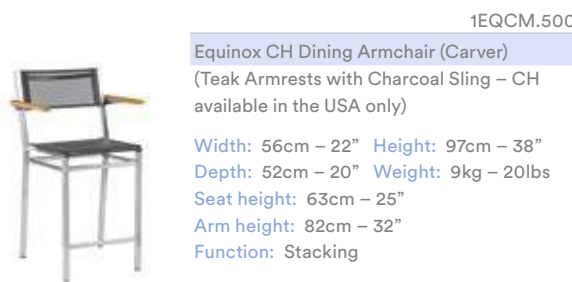 1EQCM.500
Equinox CH Dining Armchair (Carver)
(Teak Armrests with Charcoal Sling – CH
available in the USA only)
Width: 56cm – 22” Height: 97cm – 38”
Depth: 52cm – 20” Weight: 9kg – 20lbs
Seat height: 63cm – 25”
Arm height: 82cm – 32”
Function: Stacking